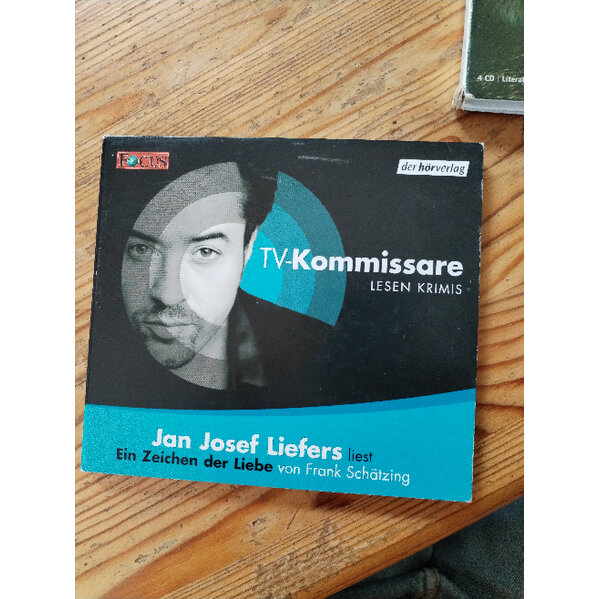 4 CD | Literat
FOCUS
der hörverlag
TV-Kommissare
LESEN KRIMIS
Jan Josef Liefers liest
Ein Zeichen der Liebe von Frank Schätzing